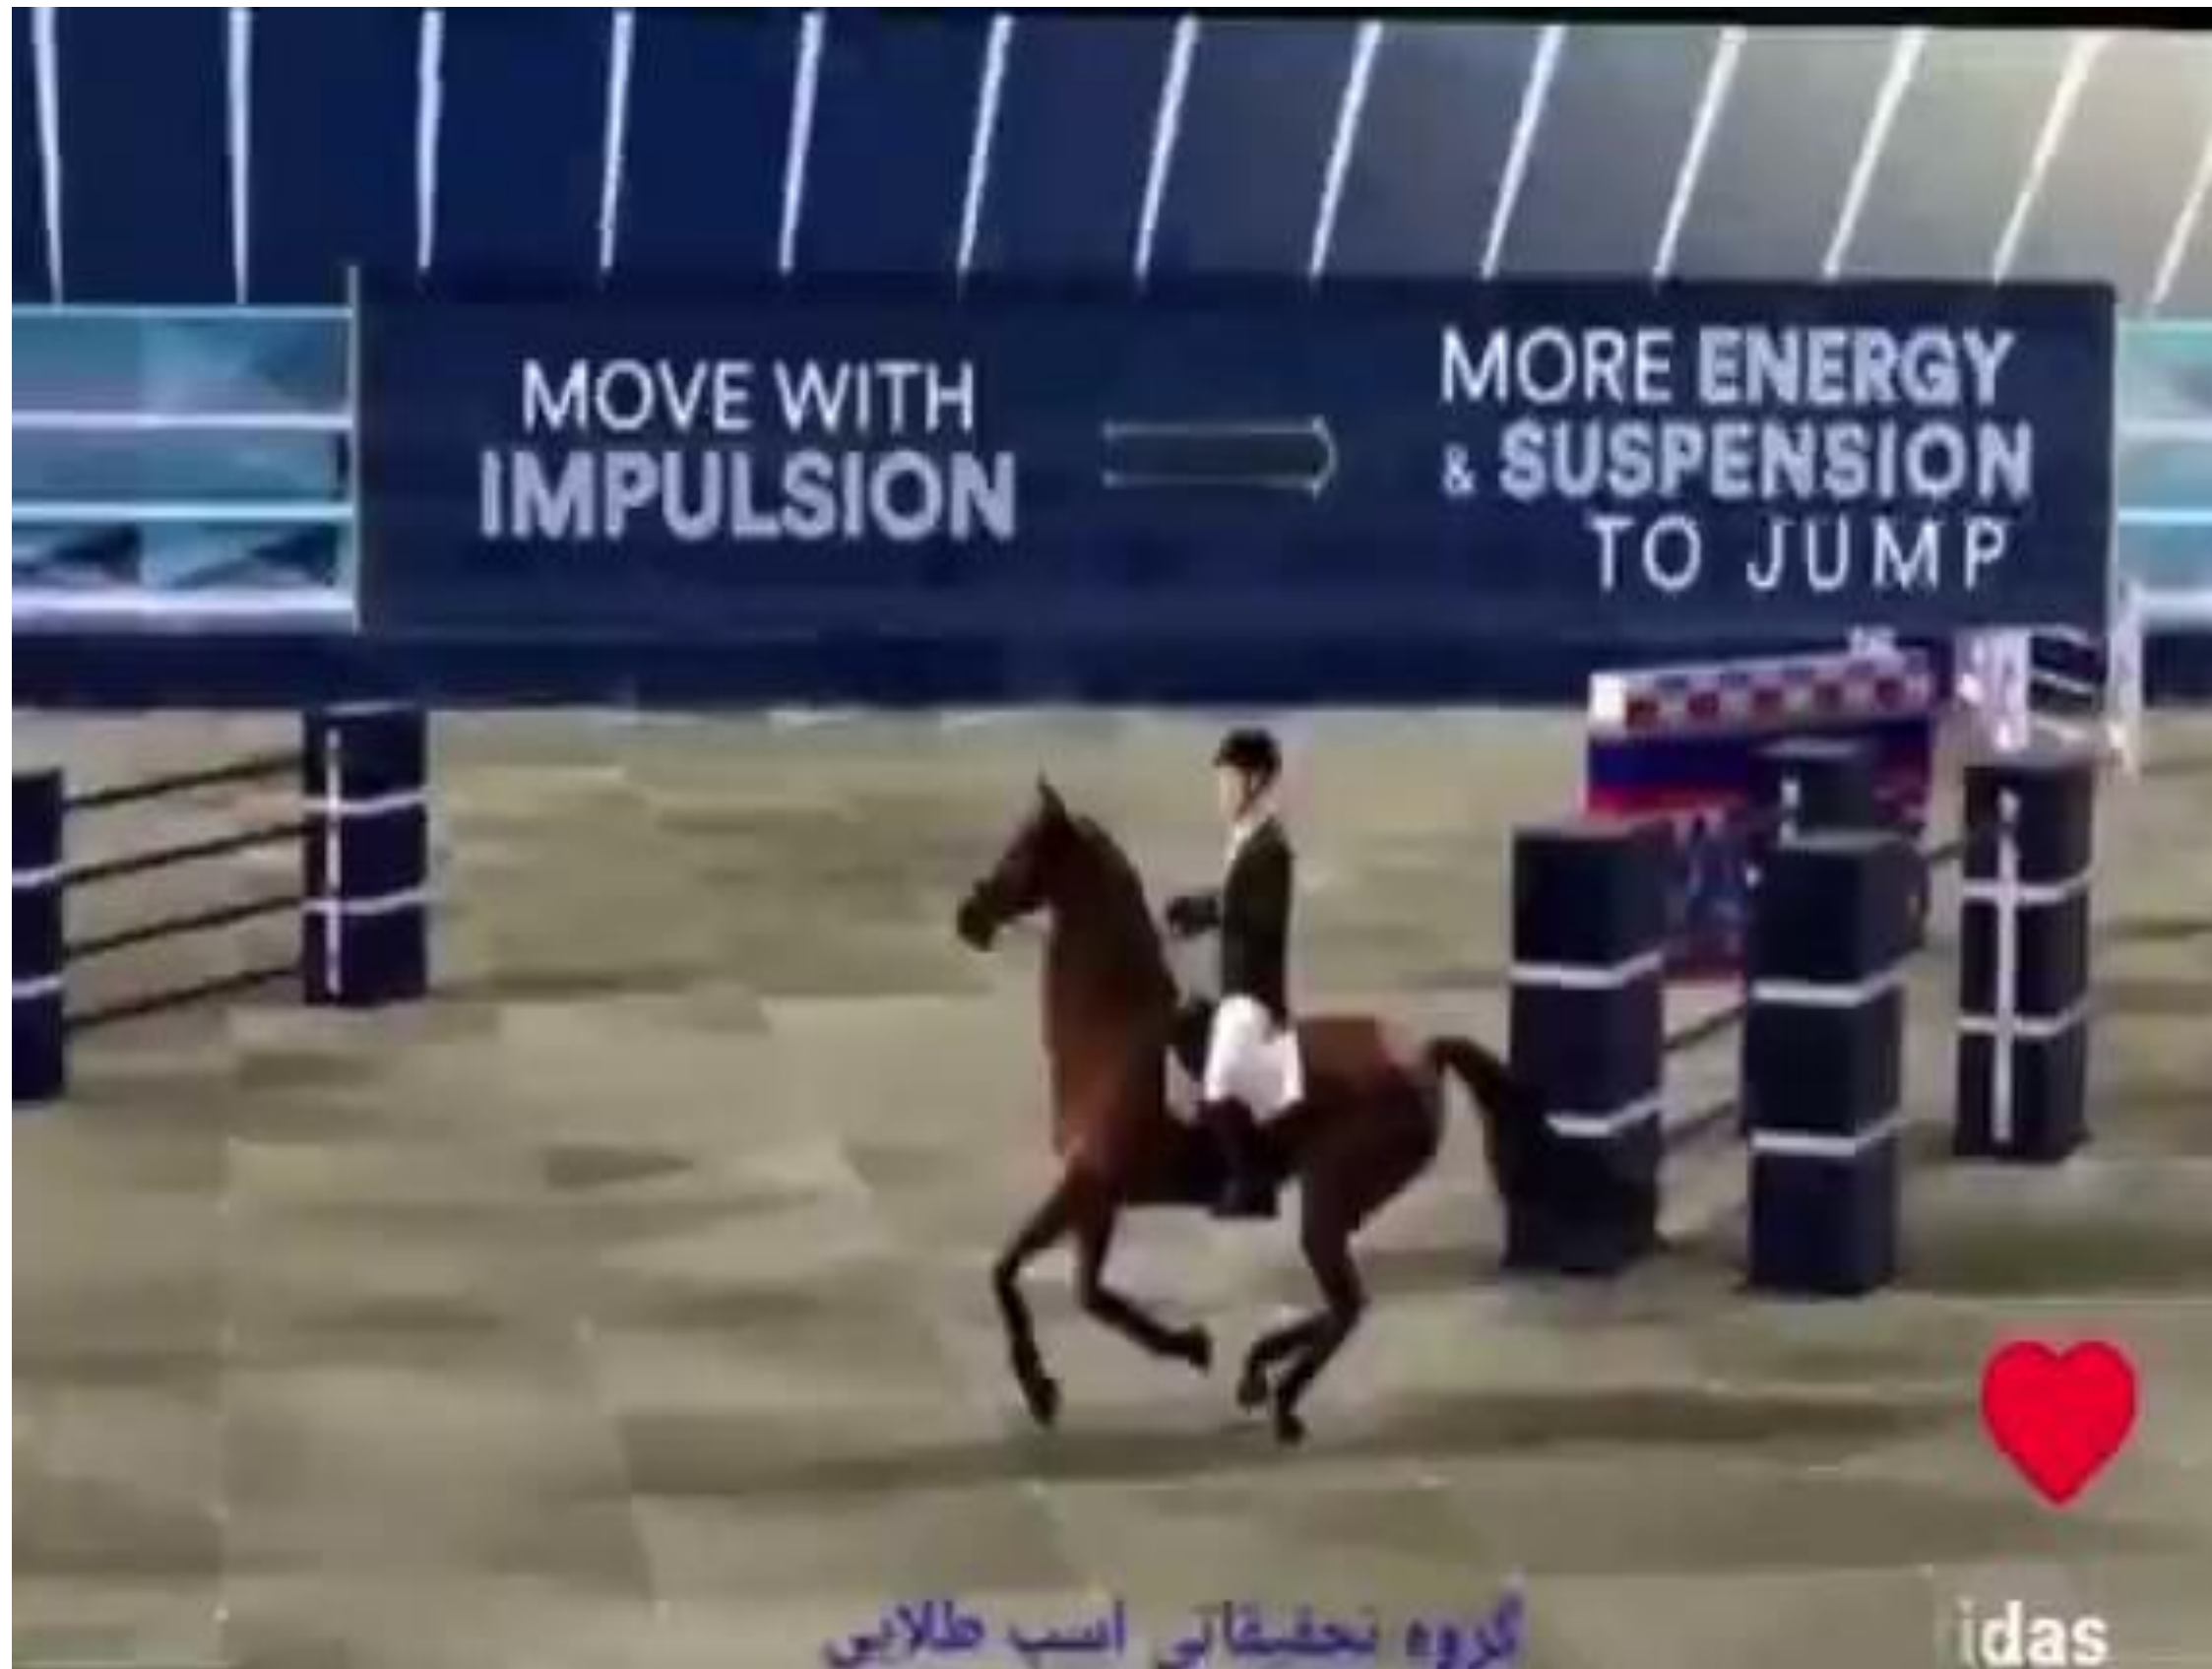 MOVE WITH
IMPULSION
MORE ENERGY
& SUSPENSION
TO JUMP
گروه تحقیقاتی اسب طلایی
idas